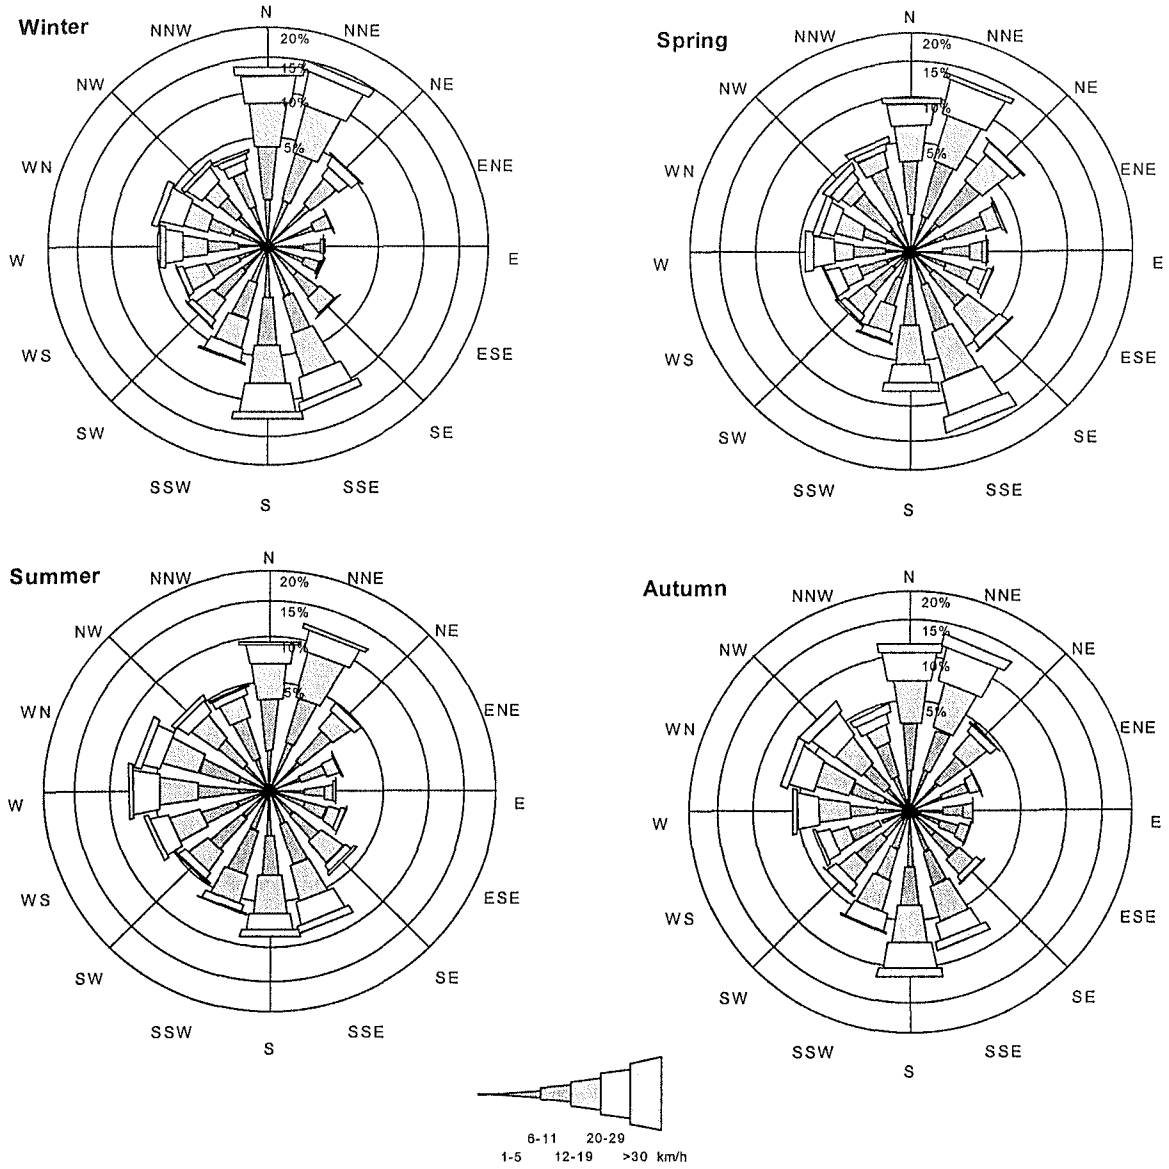 Winter
N
NNW
NNE
20%
15%
10%
5%
NW
NE
WN
ENE
W
E
WS
ESE
SW
SE
SSW
SSE
S
Spring
N
NNW
NNE
20%
15%
10%
5%
NW
NE
WN
ENE
W
E
WS
ESE
SW
SE
SSW
SSE
S
Summer
N
NNW
NNE
20%
15%
10%
5%
NW
NE
WN
ENE
W
E
WS
ESE
SW
SE
SSW
SSE
S
Autumn
N
NNW
NNE
20%
15%
10%
5%
NW
NE
WN
ENE
W
E
WS
ESE
SW
SE
SSW
SSE
S
6-11 20-29
1-5 12-19 >30 km/h